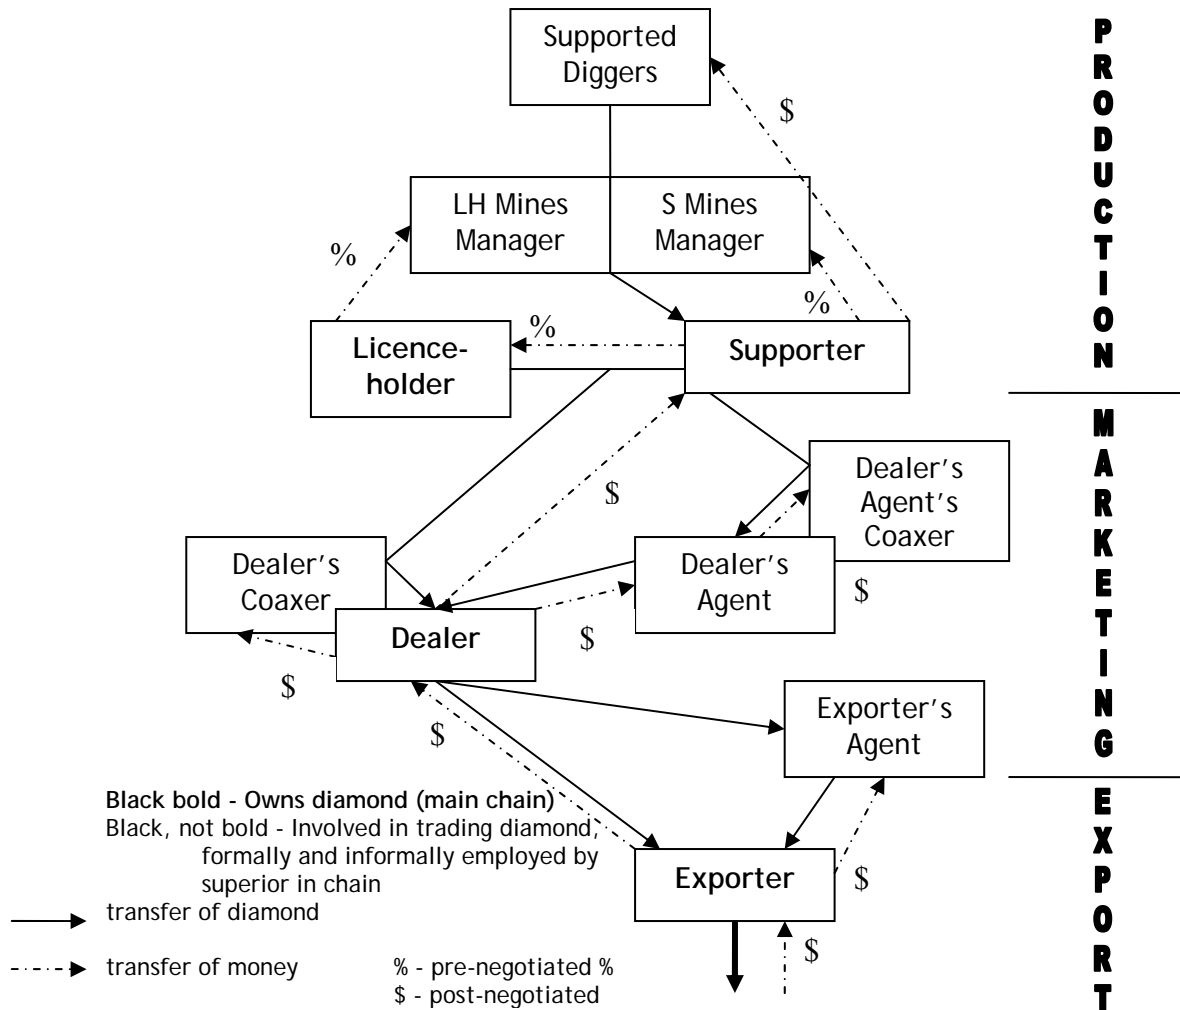 Supported
Diggers
$
LH Mines
Manager
S Mines
Manager
%
%
%
Licence-
holder
Supporter
$
Dealer's
Agent's
Coaxer
Dealer's
Coaxer
Dealer's
Agent
$
Dealer
$
$
Exporter's
Agent
$
Black bold - Owns diamond (main chain)
Black, not bold - Involved in trading diamond,
formally and informally employed by
superior in chain
Exporter
$
transfer of diamond
$
transfer of money
% - pre-negotiated %
$ - post-negotiated
PRODUCTION
MARKETING
EXPORT